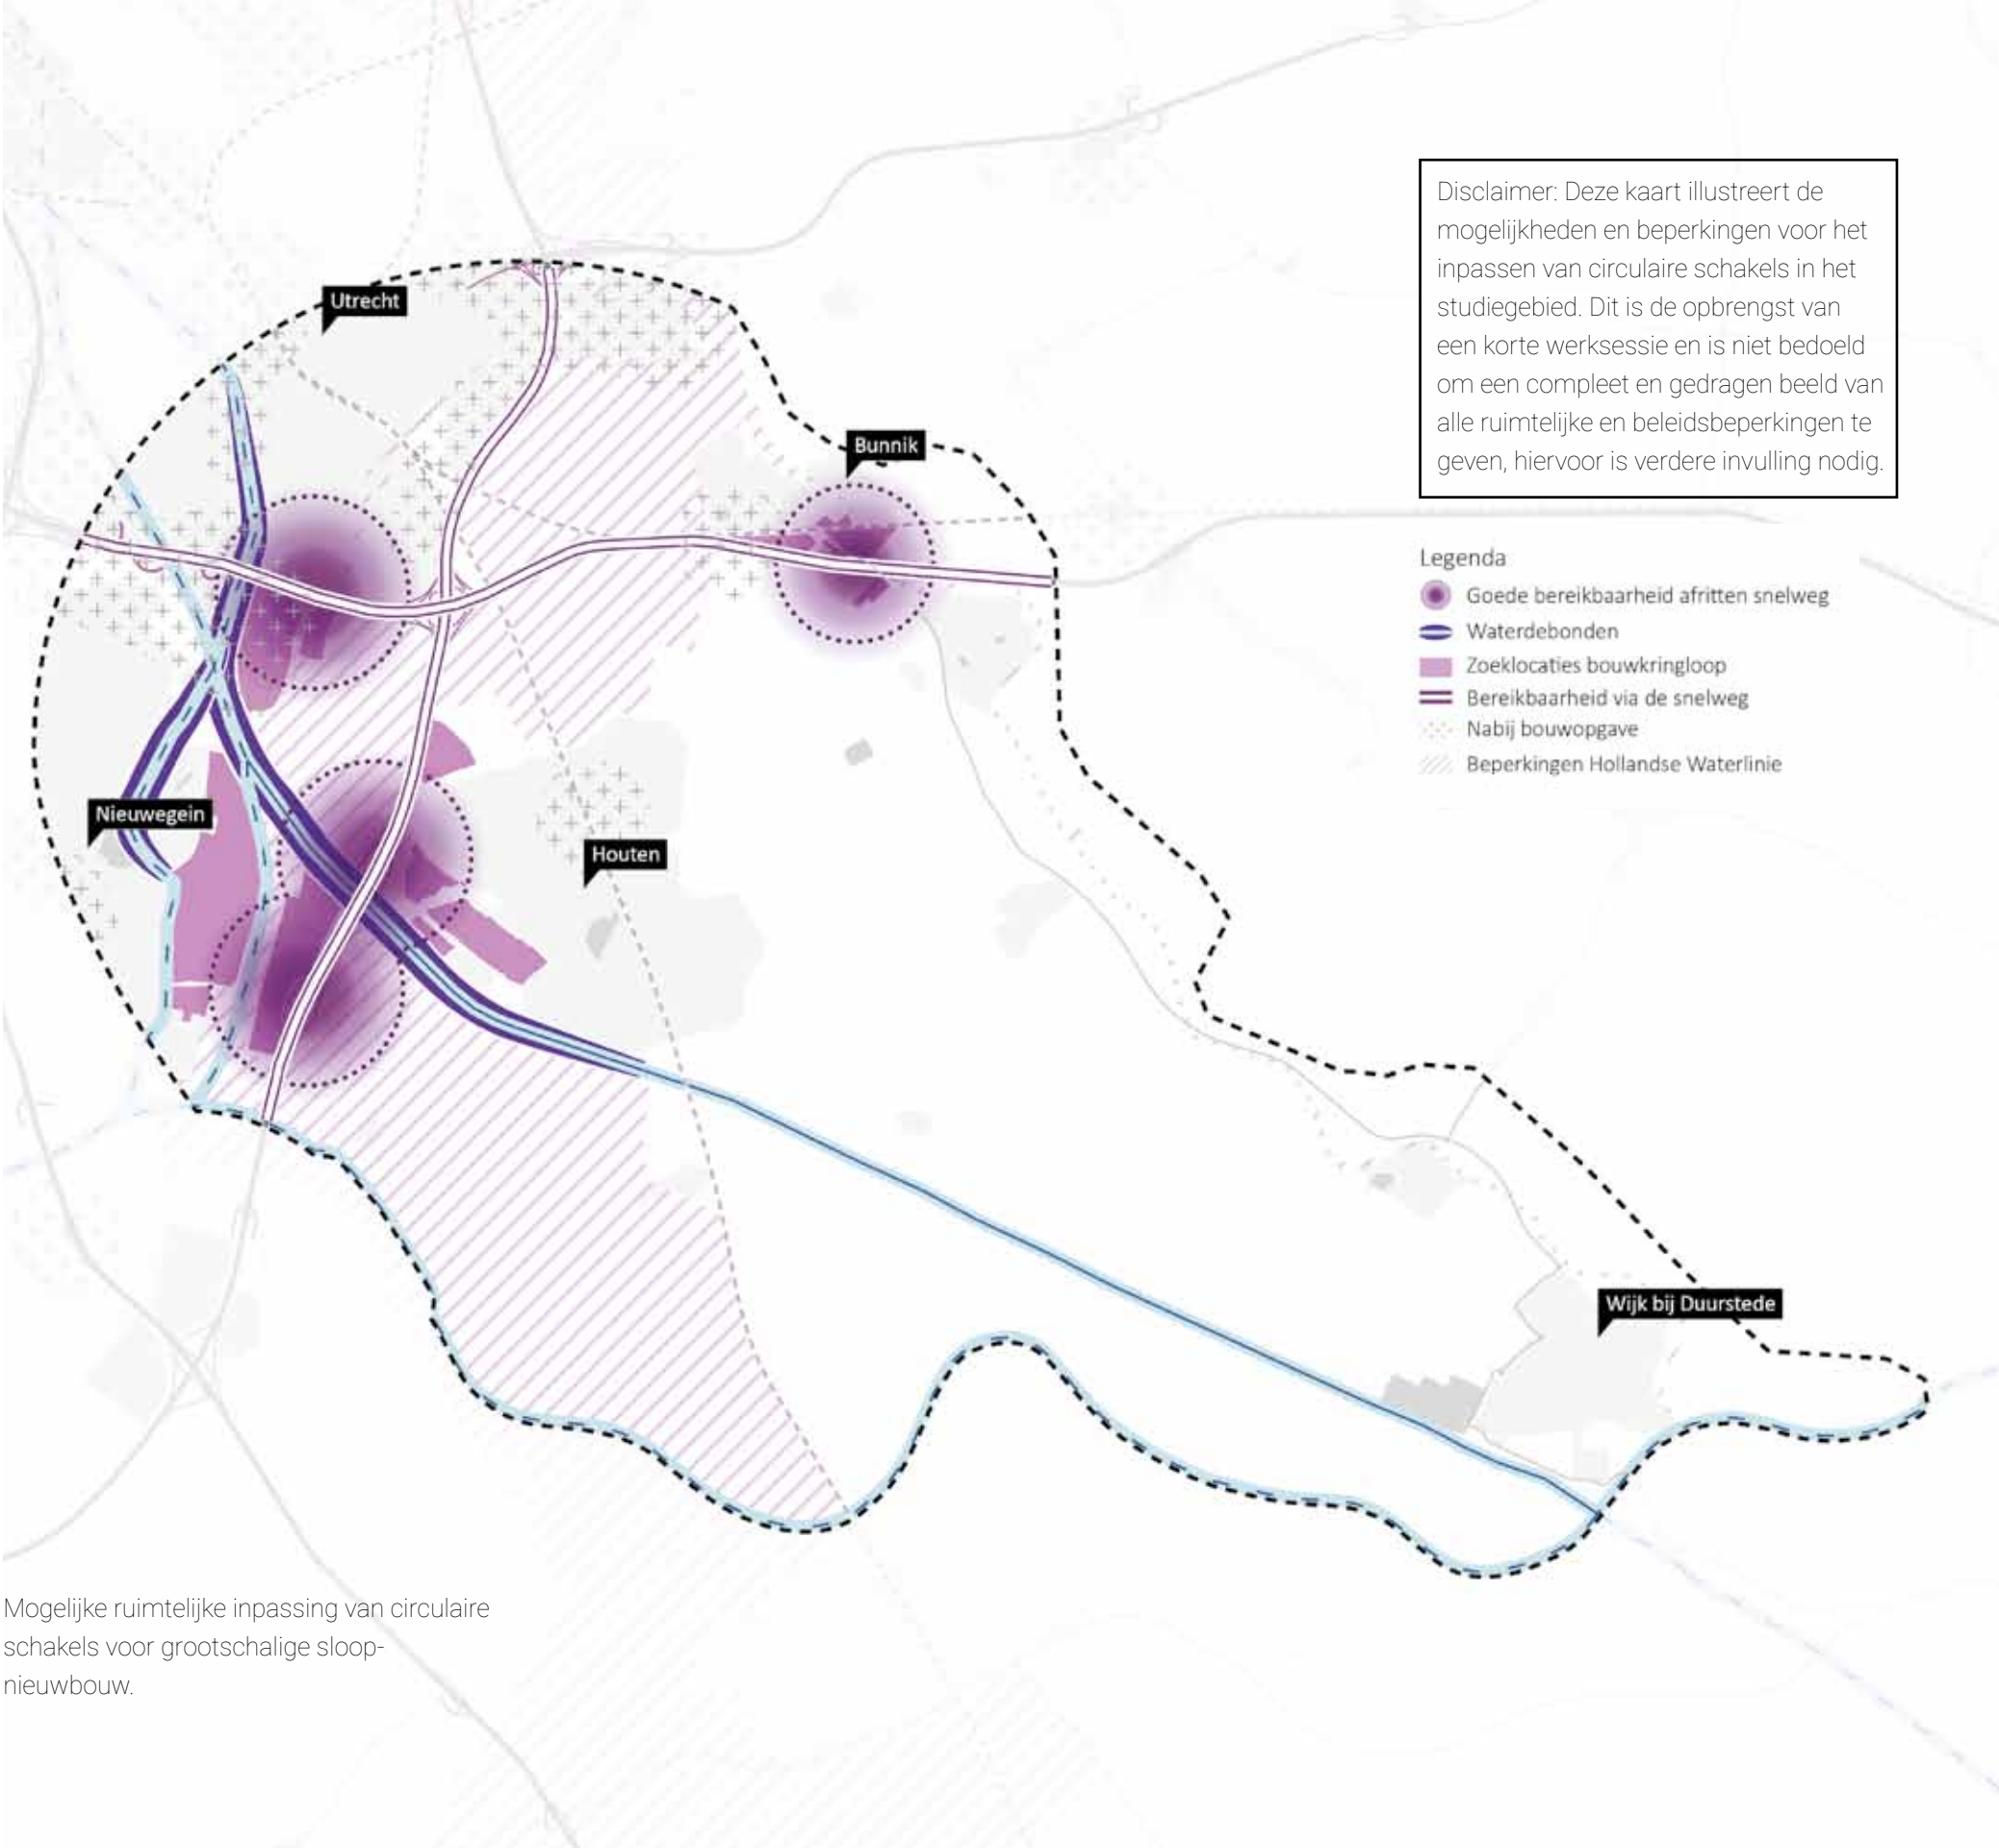 Disclaimer: Deze kaart illustreert de
mogelijkheden en beperkingen voor het
inpassen van circulaire schakels in het
studiegebied. Dit is de opbrengst van
een korte werksessie en is niet bedoeld
om een compleet en gedragen beeld van
alle ruimtelijke en beleidsbeperkingen te
geven, hiervoor is verdere invulling nodig.
Utrecht
Bunnik
Legenda
Goede bereikbaarheid afritten snelweg
Waterdebonden
Zoeklocaties bouwkringloop
Bereikbaarheid via de snelweg
Nabij bouwopgave
Beperkingen Hollandse Waterlinie
Nieuwegein
Houten
Wijk bij Duurstede
Mogelijke ruimtelijke inpassing van circulaire
schakels voor grootschalige sloop-
nieuwbouw.